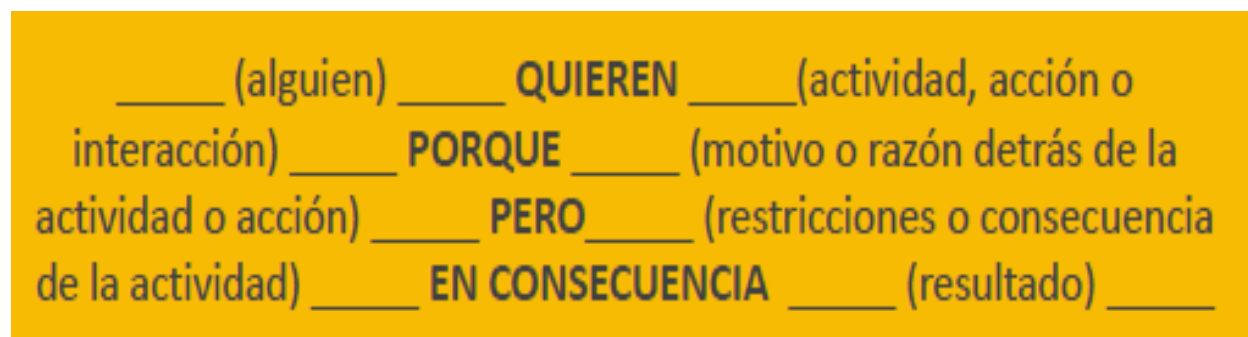 _____ (alguien) _____ QUIEREN _____(actividad, acción o
interacción) _____ PORQUE _____ (motivo o razón detrás de la
actividad o acción) _____ PERO_____ (restricciones o consecuencia
de la actividad) _____ EN CONSECUENCIA _____ (resultado) _____